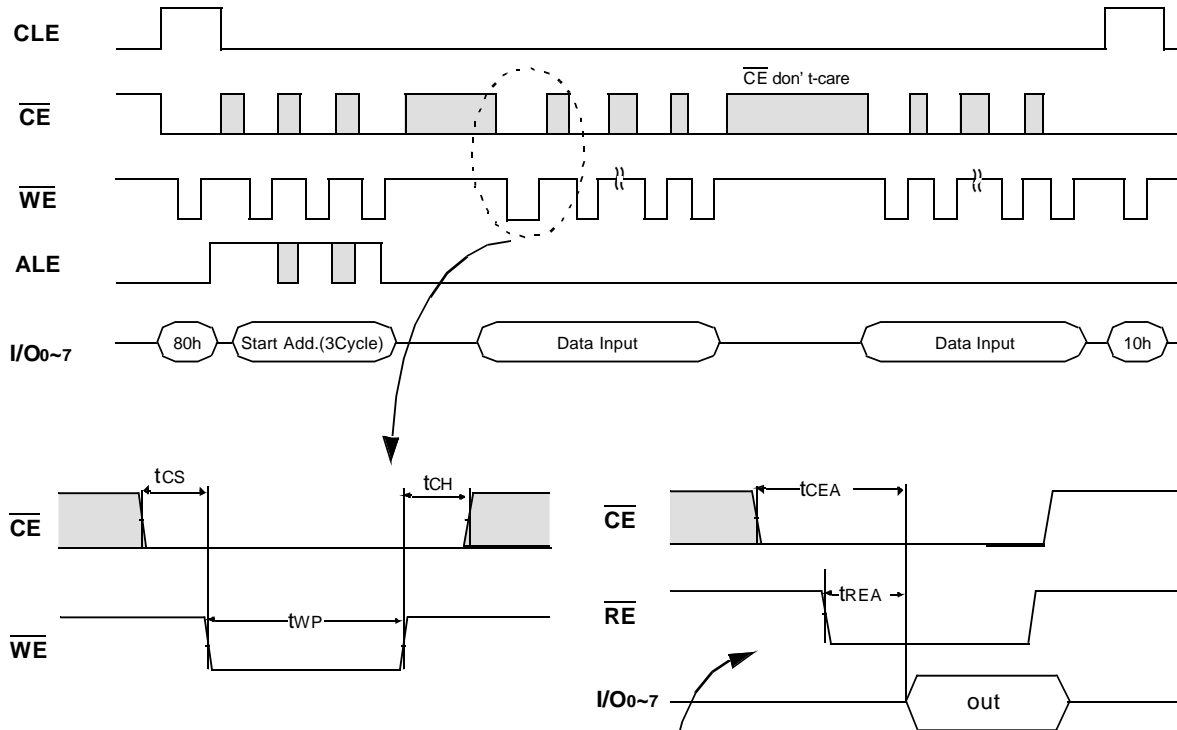 CLE
CE don' t-care
CE
WE
ALE
I/O0~7 80h Start Add.(3Cycle) Data Input Data Input 10h
tCS tCH
CE
tWP
WE
tCEA
CE
tREA
RE
I/O0~7 out